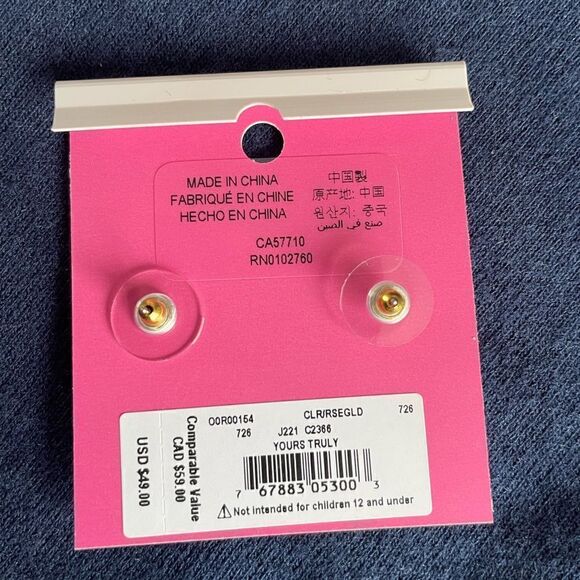 MADE IN CHINA
FABRIQUÉ EN CHINE
HECHO EN CHINA
中国製
原产地: 中国
원산지: 중국
صنع في الصين
CA57710
RN0102760
O0R00154 CLR/RSEGLD 726
726 J221 C2366
YOURS TRULY
7 67883 05300 3
⚠Not intended for children 12 and under
Comparable Value
CAD $59.00
USD $49.00